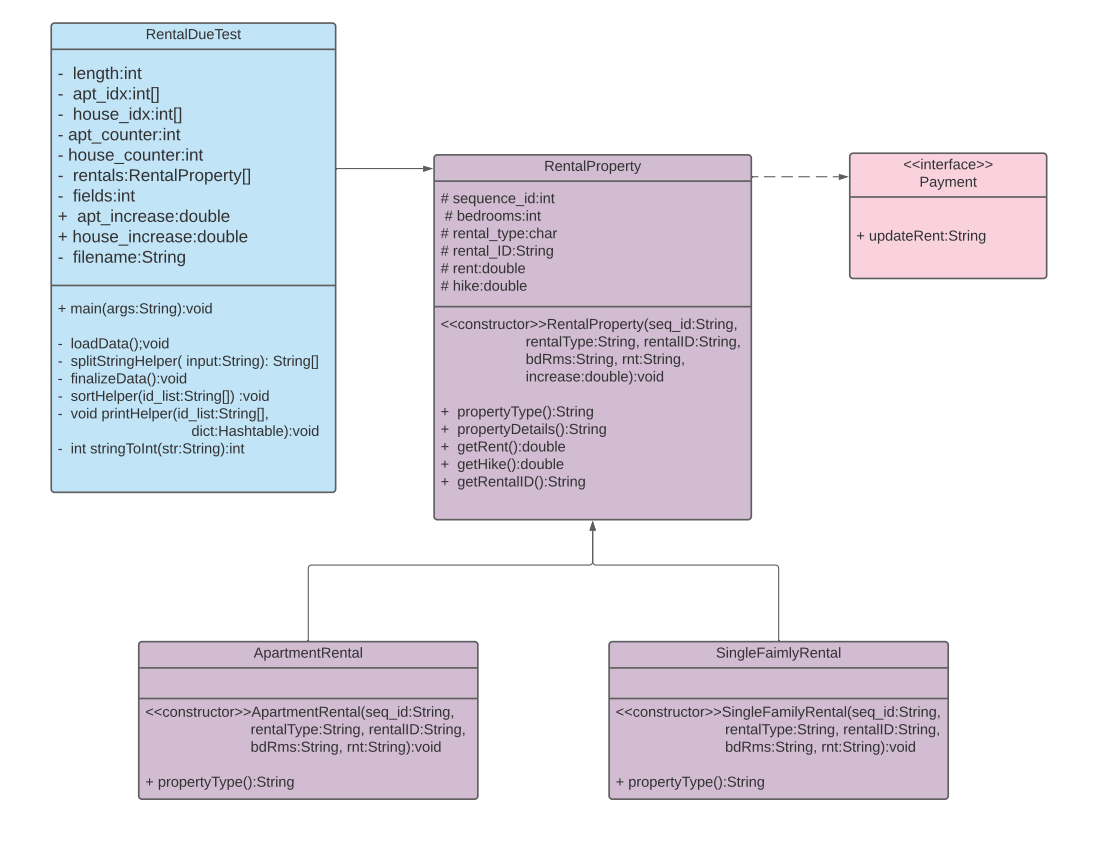 RentalDueTest
- length:int
- apt_idx:int[]
- house_idx:int[]
- apt_counter:int
- house_counter:int
- rentals:RentalProperty[]
- fields:int
+ apt_increase:double
+ house_increase:double
- filename:String
+ main(args:String):void
- loadData();void
- splitStringHelper( input:String): String[]
- finalizeData():void
- sortHelper(id_list:String[]) :void
- void printHelper(id_list:String[],
dict:Hashtable):void
- int stringToInt(str:String):int
RentalProperty
# sequence_id:int
# bedrooms:int
# rental_type:char
# rental_ID:String
# rent:double
# hike:double
<<constructor>>RentalProperty(seq_id:String,
rentalType:String, rentalID:String,
bdRms:String, rnt:String,
increase:double):void
+ propertyType():String
+ propertyDetails():String
+ getRent():double
+ getHike():double
+ getRentalID():String
<<interface>>
Payment
+ updateRent:String
ApartmentRental
<<constructor>>ApartmentRental(seq_id:String,
rentalType:String, rentalID:String,
bdRms:String, rnt:String):void
+ propertyType():String
SingleFaimlyRental
<<constructor>>SingleFamilyRental(seq_id:String,
rentalType:String, rentalID:String,
bdRms:String, rnt:String):void
+ propertyType():String